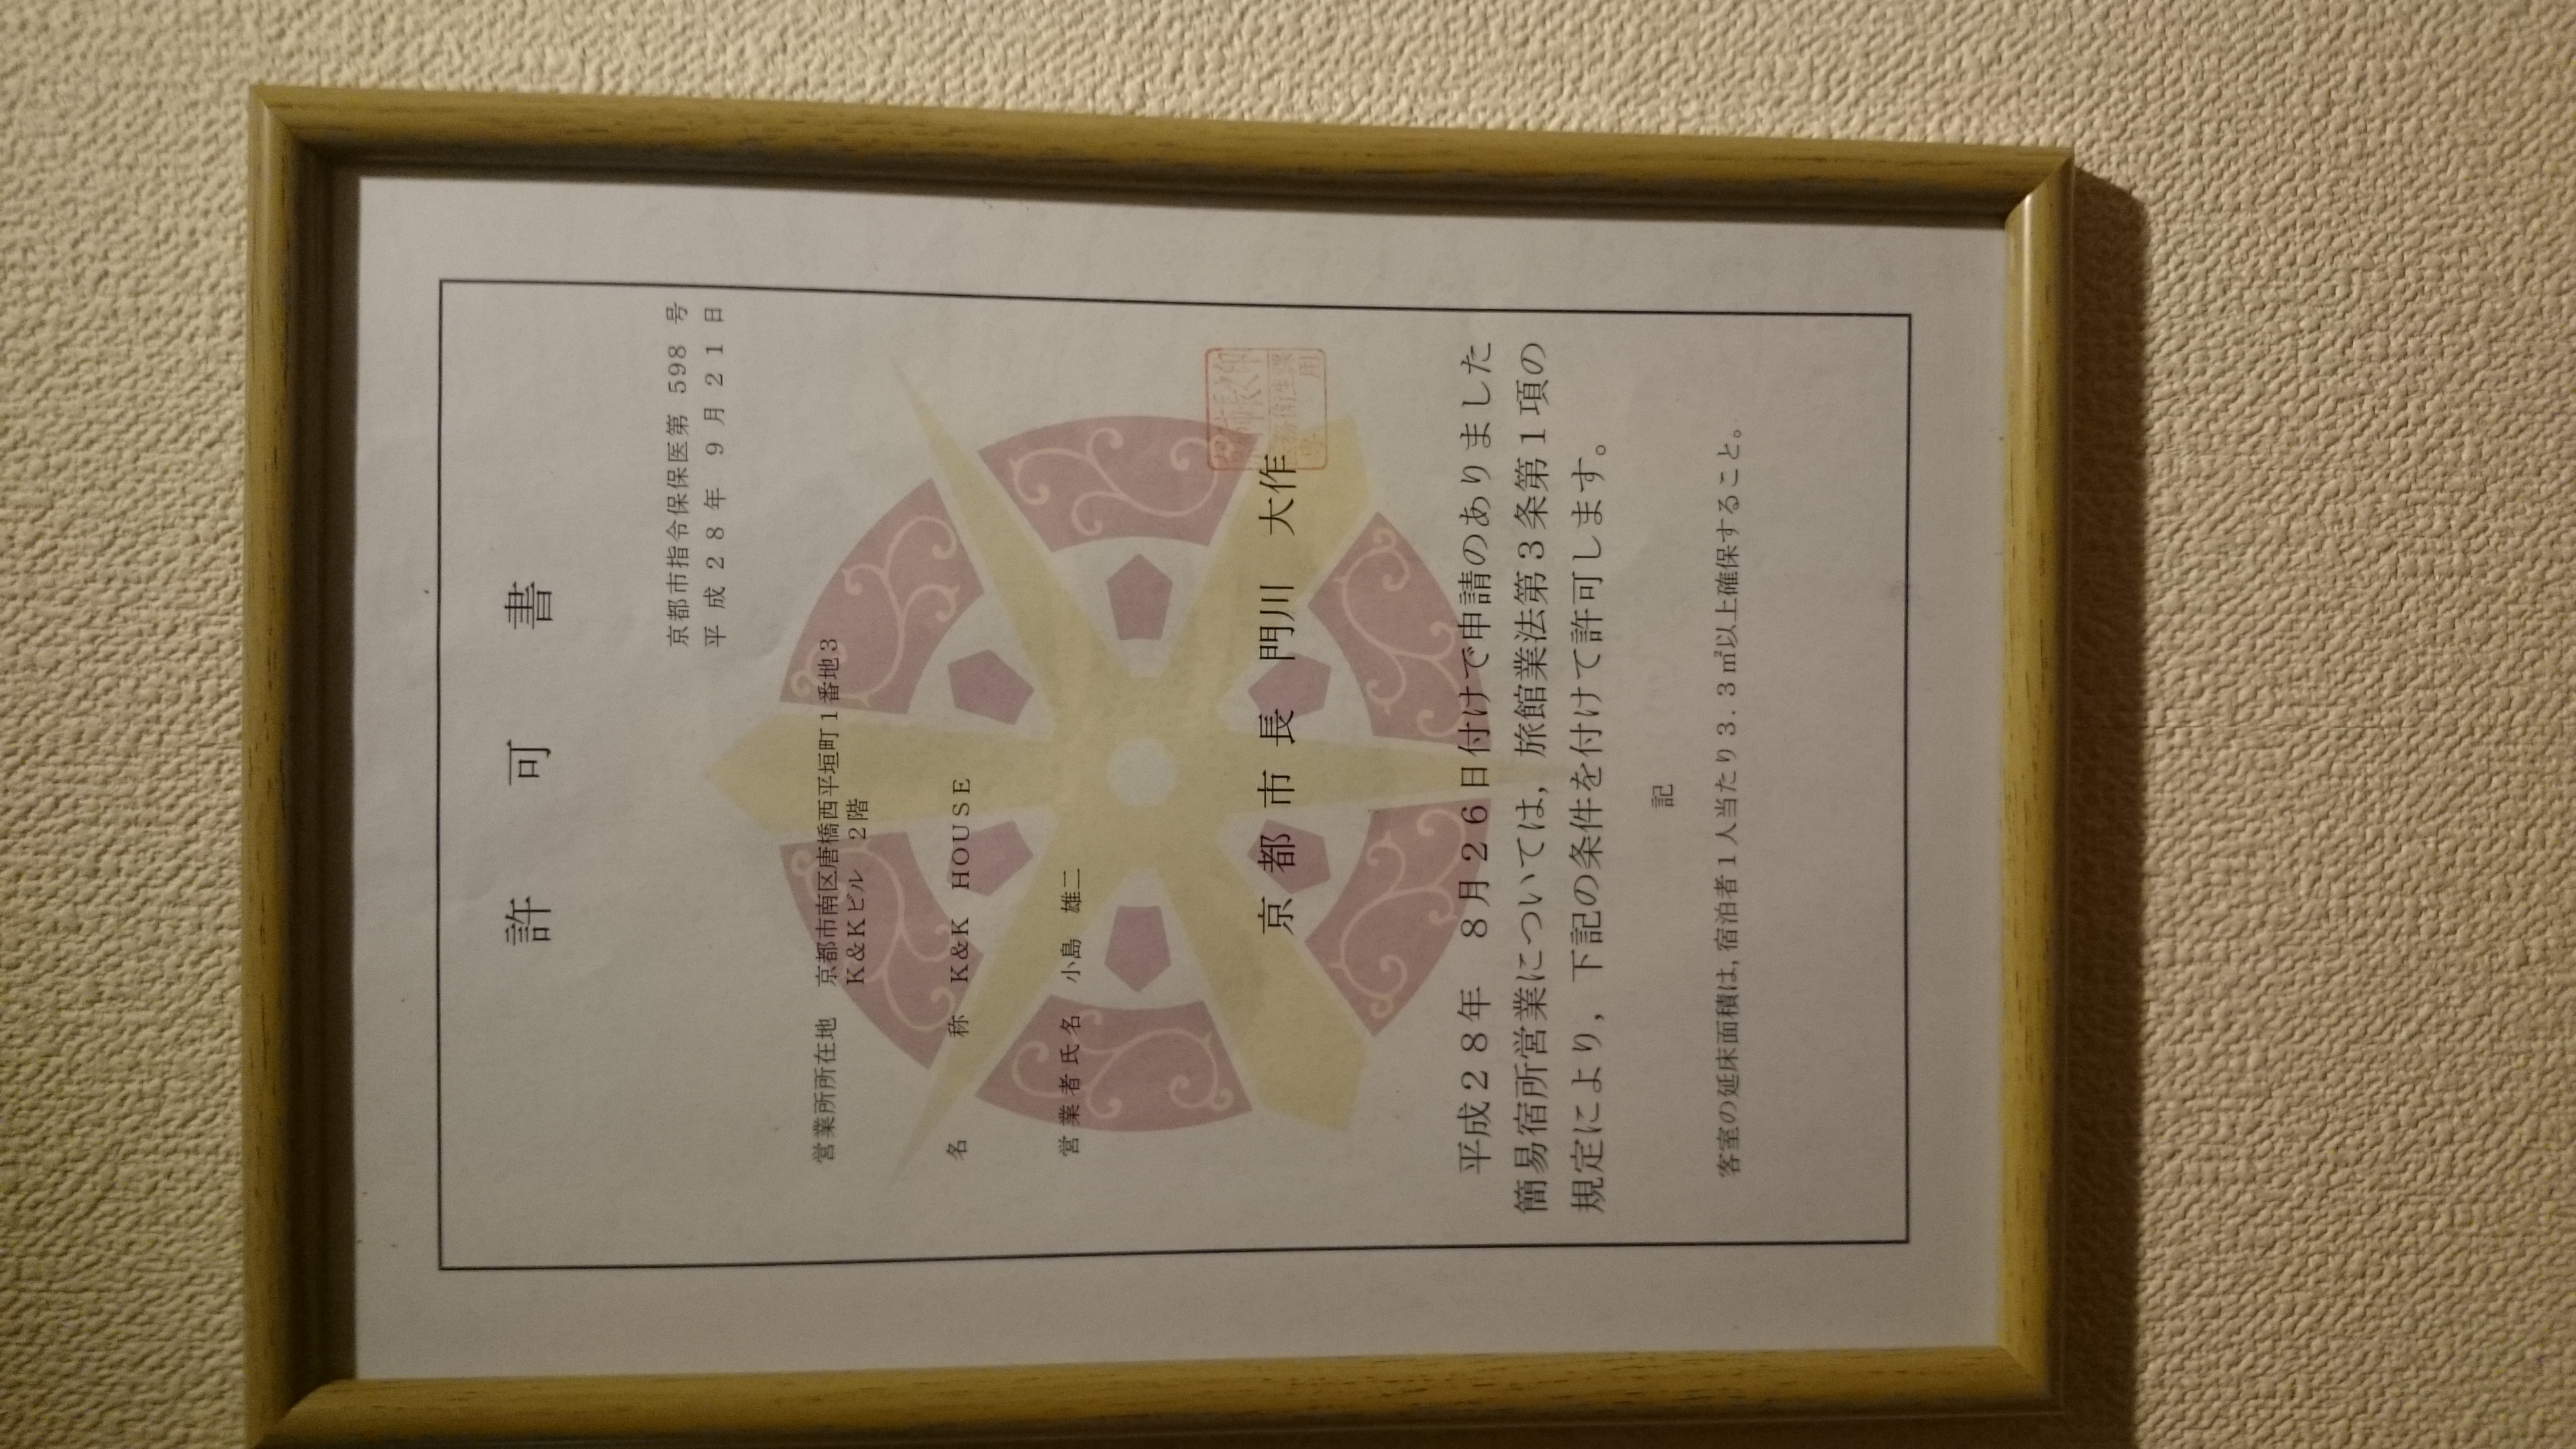 許可書
京都市指令保保医第 598 号
平成28年 9月21日
営業所所在地 京都市南区唐橋西平垣町1番地3
K&Kビル 2階
名称 K&K HOUSE
営業者氏名 小島 雄二
京都市長 門川 大作
平成28年 8月26日付けで申請のありました
簡易宿所営業については，旅館業法第3条第1項の
規定により，下記の条件を付けて許可します。
記
客室の延床面積は，宿泊者1人当たり3.3㎡以上確保すること。